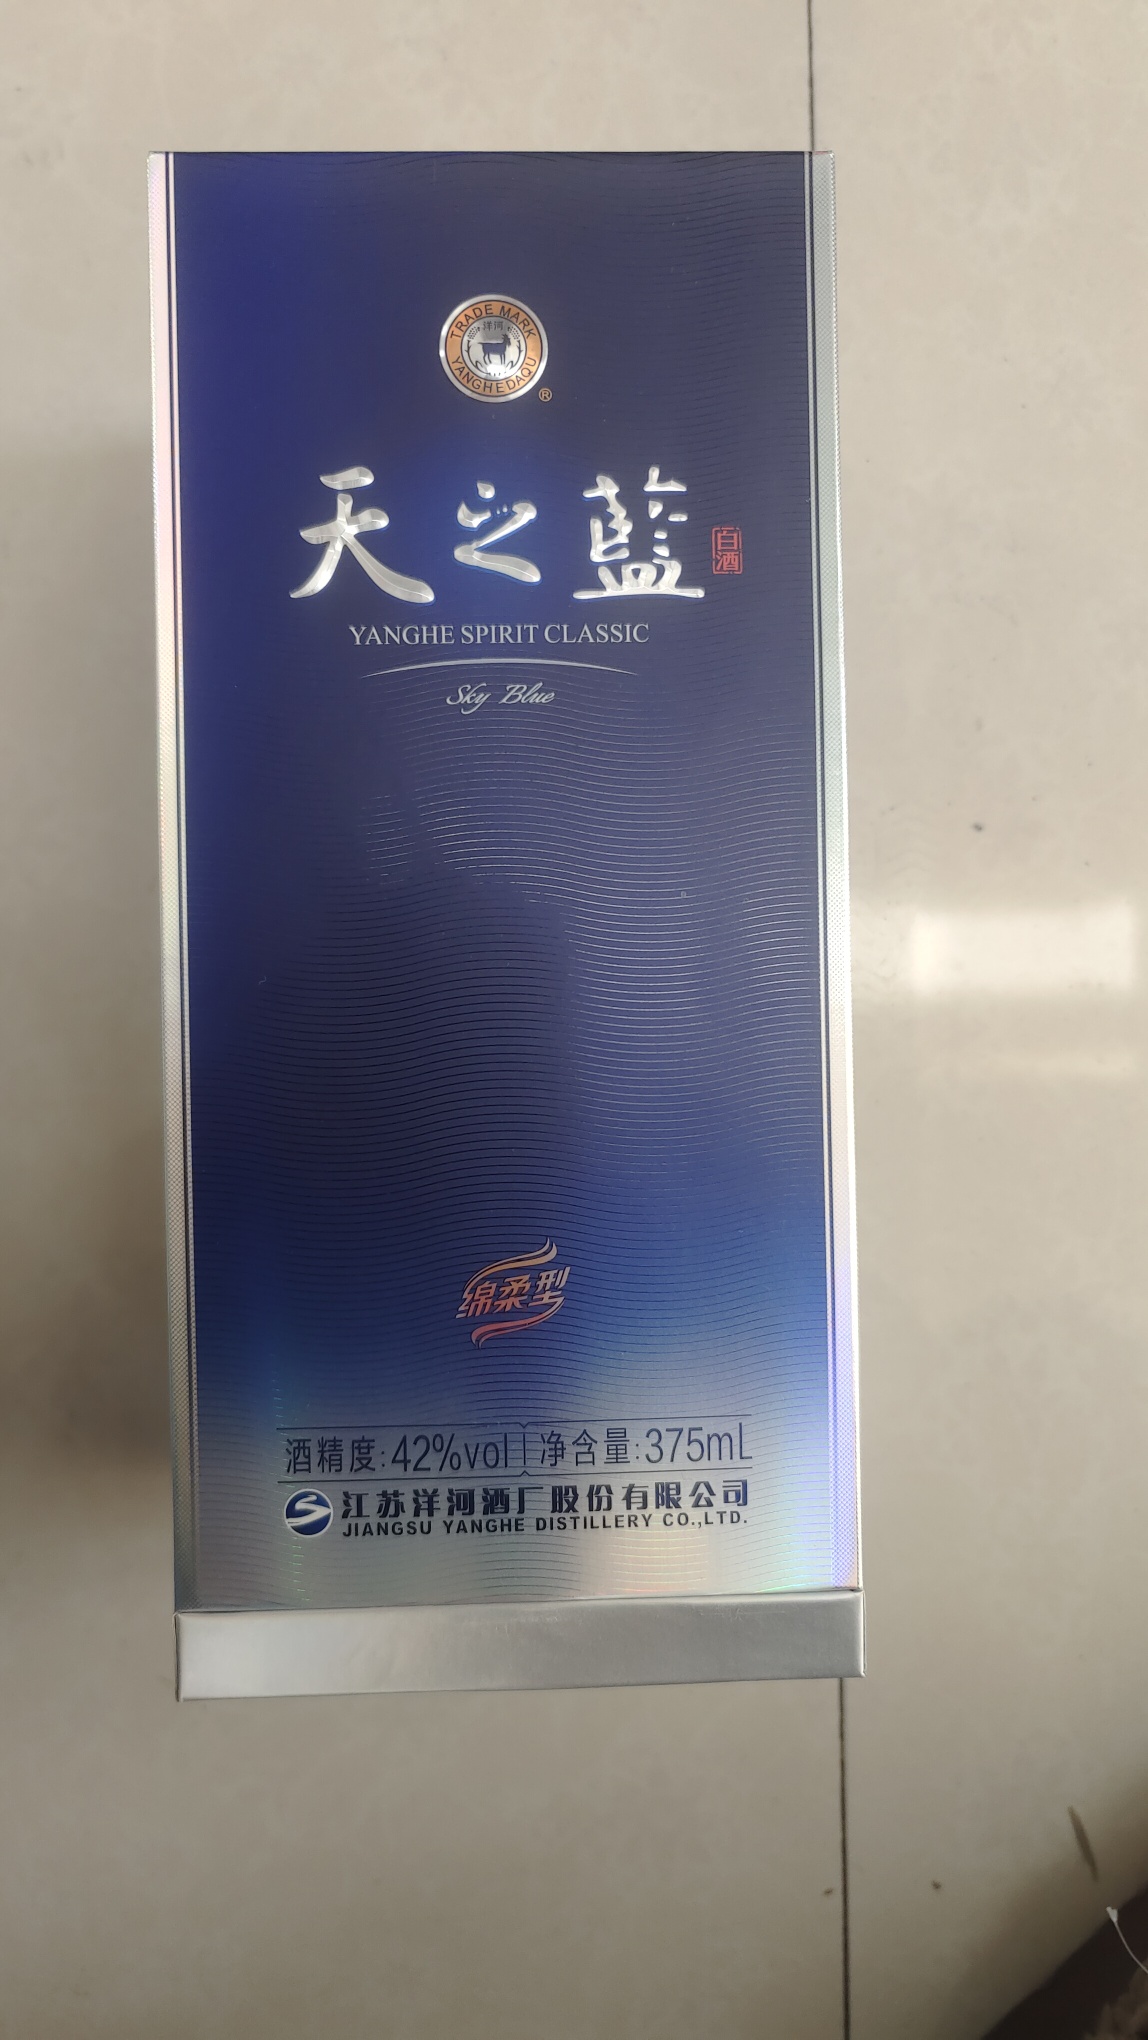 TRADE MARK
洋河
YANGHEDAQU
®
天之藍
白酒
YANGHE SPIRIT CLASSIC
Sky Blue
绵柔型
酒精度:42%vol 净含量:375mL
江苏洋河酒厂股份有限公司
JIANGSU YANGHE DISTILLERY CO.,LTD.